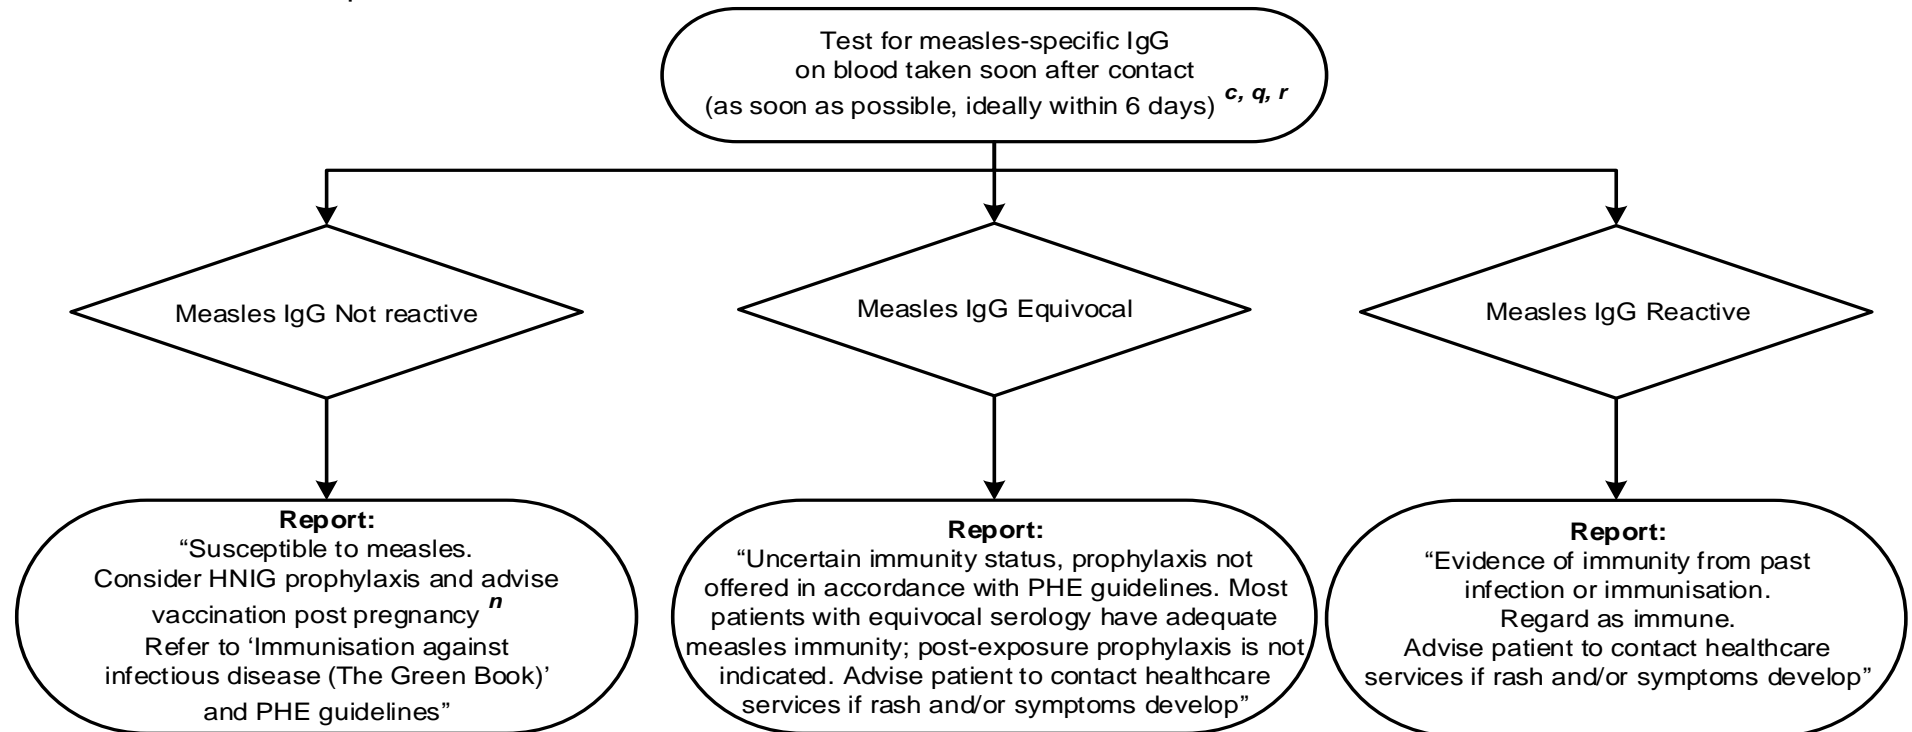 Test for measles-specific IgG
on blood taken soon after contact
(as soon as possible, ideally within 6 days) c, q, r
Measles IgG Not reactive
Measles IgG Equivocal
Measles IgG Reactive
Report:
“Susceptible to measles.
Consider HNIG prophylaxis and advise
vaccination post pregnancy n
Refer to ‘Immunisation against
infectious disease (The Green Book)’
and PHE guidelines”
Report:
“Uncertain immunity status, prophylaxis not
offered in accordance with PHE guidelines. Most
patients with equivocal serology have adequate
measles immunity; post-exposure prophylaxis is not
indicated. Advise patient to contact healthcare
services if rash and/or symptoms develop”
Report:
“Evidence of immunity from past
infection or immunisation.
Regard as immune.
Advise patient to contact healthcare
services if rash and/or symptoms develop”